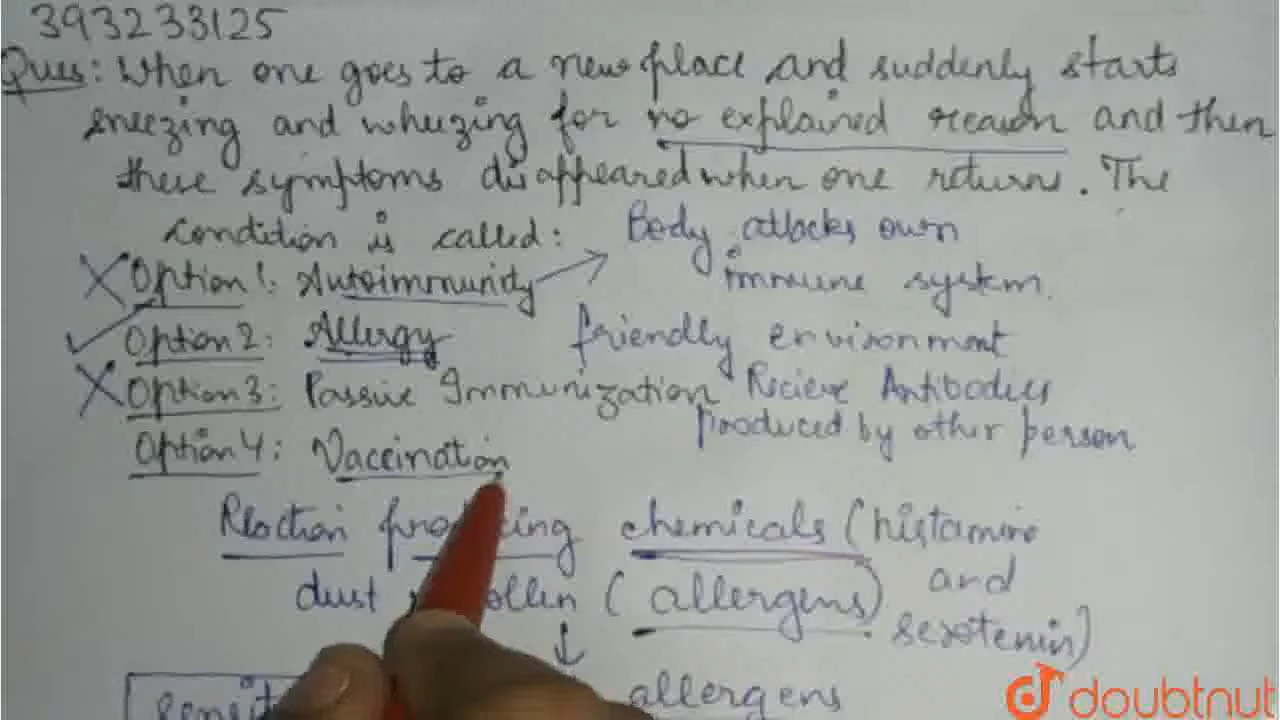 393233125
Ques: When one goes to a new place and suddenly starts
sneezing and wheezing for no explained reason and then
these symptoms disappeared when one returns. The
condition is called:
Body attacks own
immune system.
Option 1: Autoimmunity
Option 2: Allergy
friendly environment
Option 3: Passive Immunization
Recieve Antibodies
produced by other person
Option 4: Vaccination
Reaction chemicals (histamine
and
serotenin)
dust (allergens)
allergens
doubtnut